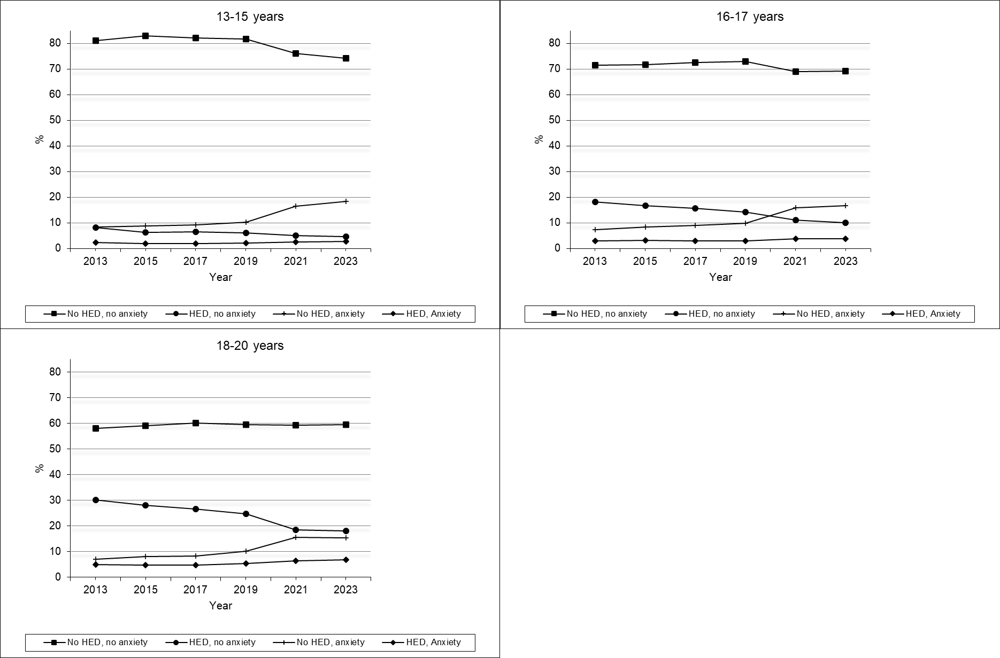 13-15 years
80
70
60
50
40
30
20
10
0
%
2013 2015 2017 2019 2021 2023
Year
No HED, no anxiety HED, no anxiety No HED, anxiety HED, Anxiety
16-17 years
80
70
60
50
40
30
20
10
0
%
2013 2015 2017 2019 2021 2023
Year
No HED, no anxiety HED, no anxiety No HED, anxiety HED, Anxiety
18-20 years
80
70
60
50
40
30
20
10
0
%
2013 2015 2017 2019 2021 2023
Year
No HED, no anxiety HED, no anxiety No HED, anxiety HED, Anxiety